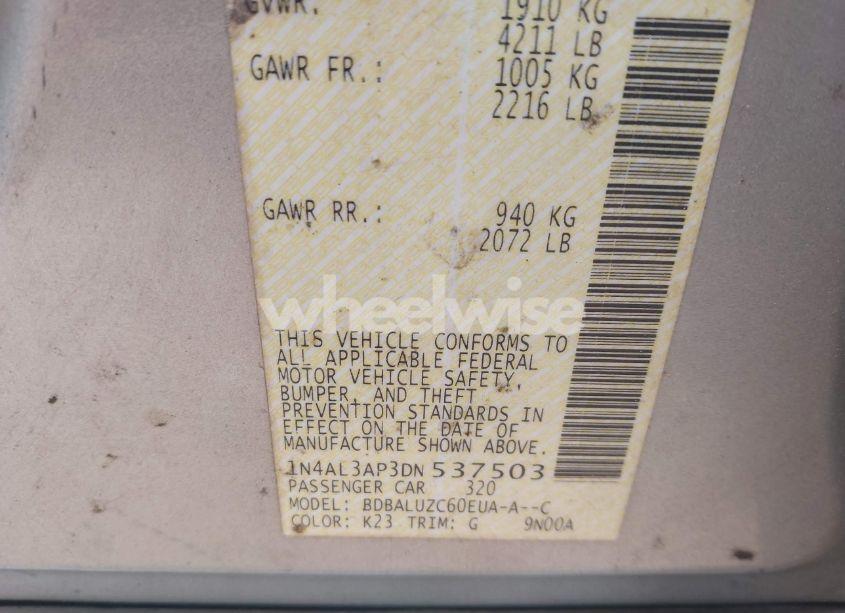 GVWR: 1910 KG
4211 LB
GAWR FR.: 1005 KG
2216 LB
GAWR RR.: 940 KG
2072 LB
wheelwise
THIS VEHICLE CONFORMS TO
ALL APPLICABLE FEDERAL
MOTOR VEHICLE SAFETY,
BUMPER, AND THEFT
PREVENTION STANDARDS IN
EFFECT ON THE DATE OF
MANUFACTURE SHOWN ABOVE.
1N4AL3AP3DN 537503
PASSENGER CAR 320
MODEL: BDBALUZC60EUA-A--C
COLOR: K23 TRIM: G 9N00A